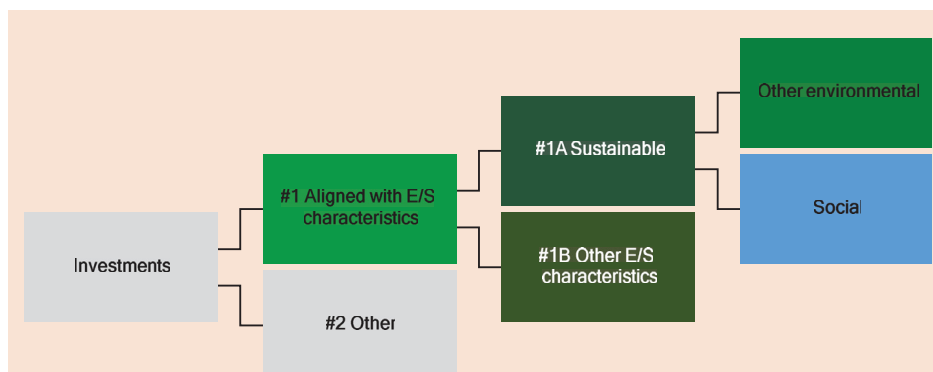 Other environmental
#1A Sustainable
#1 Aligned with E/S
characteristics
Social
Investments
#1B Other E/S
characteristics
#2 Other